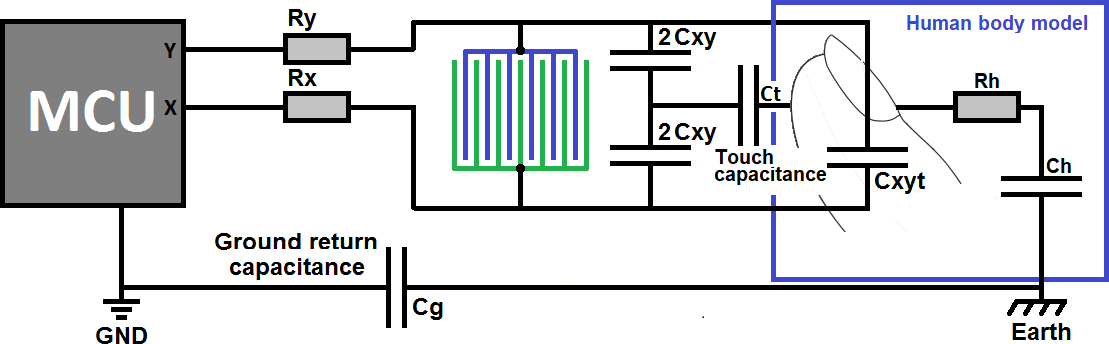 Ry
Human body model
2 Cxy
Y
Rx
MCU
X
Ct
Rh
2 Cxy
Touch
capacitance
Cxyt
Ch
Ground return
capacitance
Cg
GND
Earth